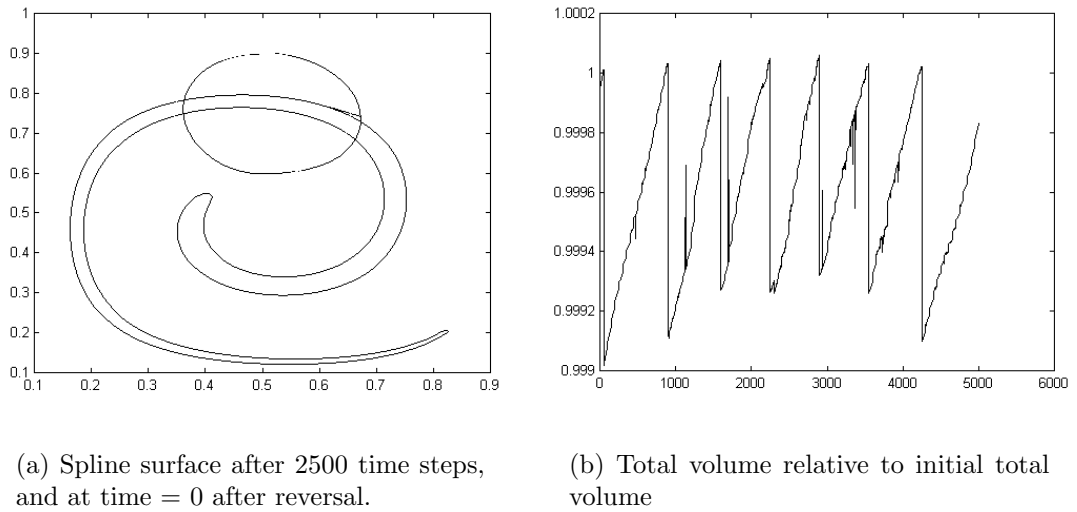 1
0.9
0.8
0.7
0.6
0.5
0.4
0.3
0.2
0.1
0.1 0.2 0.3 0.4 0.5 0.6 0.7 0.8 0.9
1.0002
1
0.9998
0.9996
0.9994
0.9992
0.999
0 1000 2000 3000 4000 5000 6000
(a) Spline surface after 2500 time steps,
and at time = 0 after reversal.
(b) Total volume relative to initial total
volume